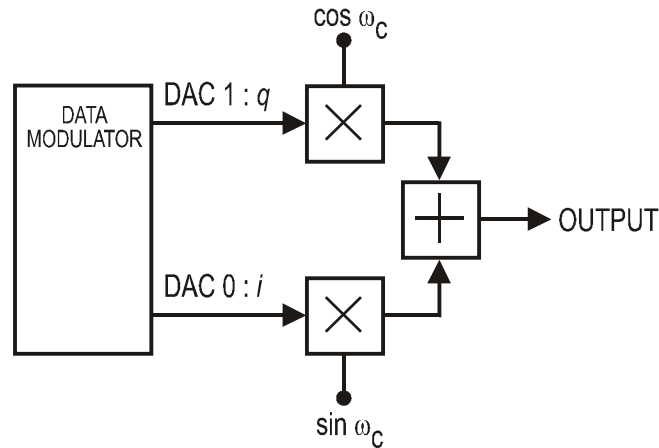 cos ωC
DAC 1 : q
DATA
MODULATOR
OUTPUT
DAC 0 : i
sin ωC